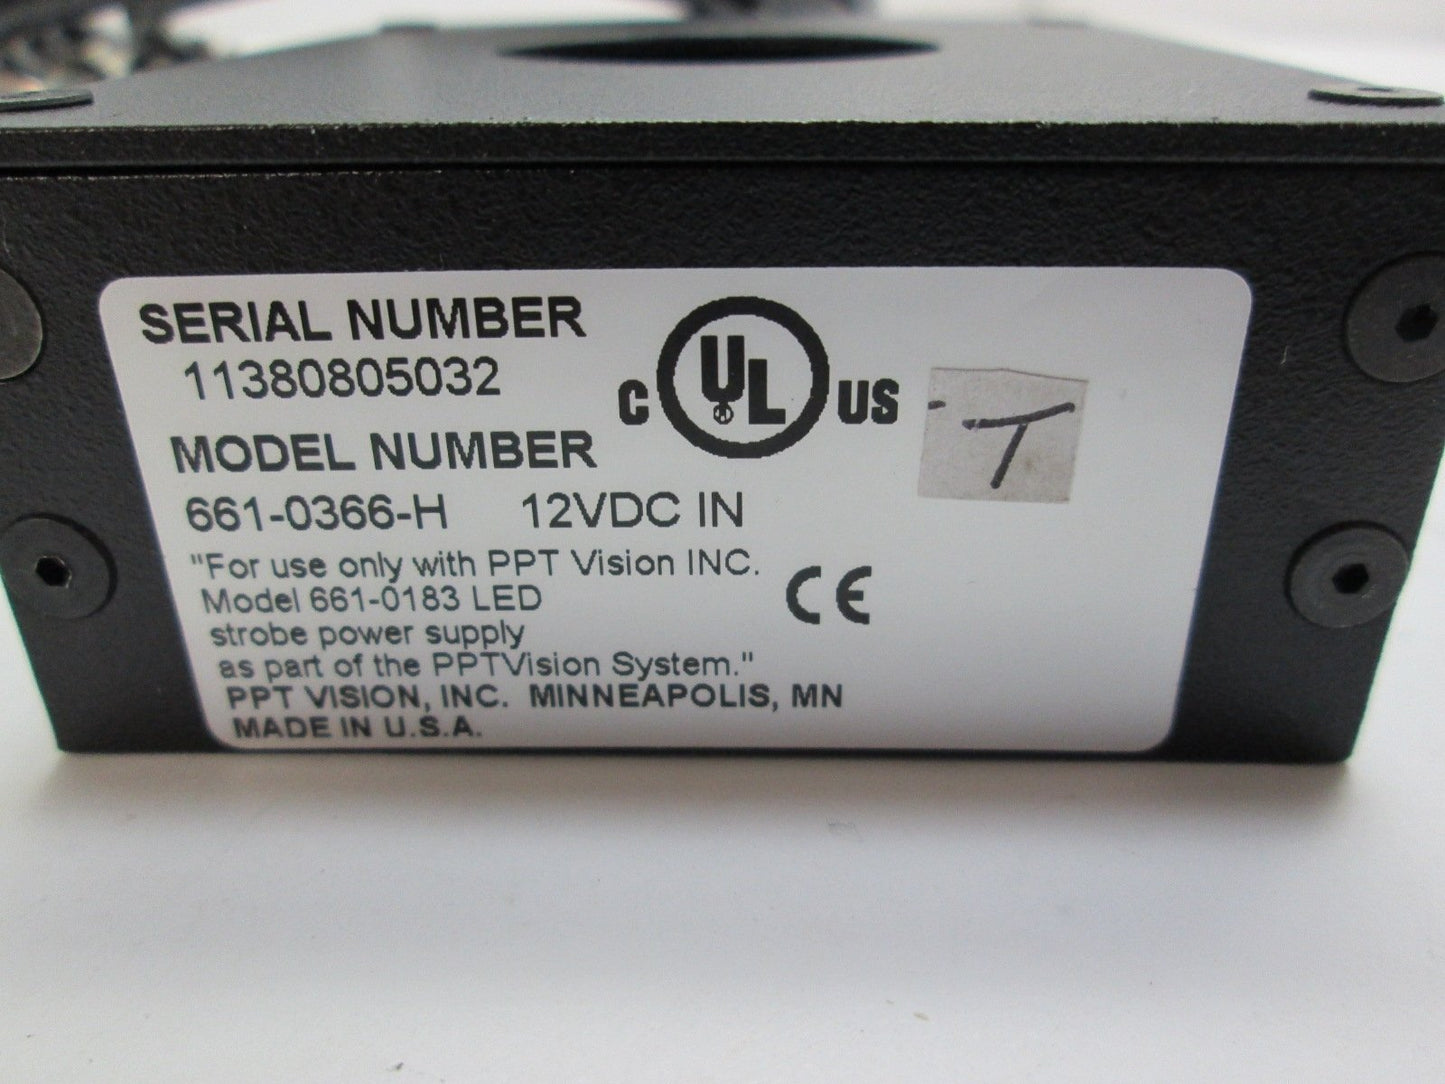 SERIAL NUMBER
11380805032
C UL US
-T
MODEL NUMBER
661-0366-H 12VDC IN
"For use only with PPT Vision INC.
Model 661-0183 LED
strobe power supply
as part of the PPTVision System."
CE
PPT VISION, INC. MINNEAPOLIS, MN
MADE IN U.S.A.